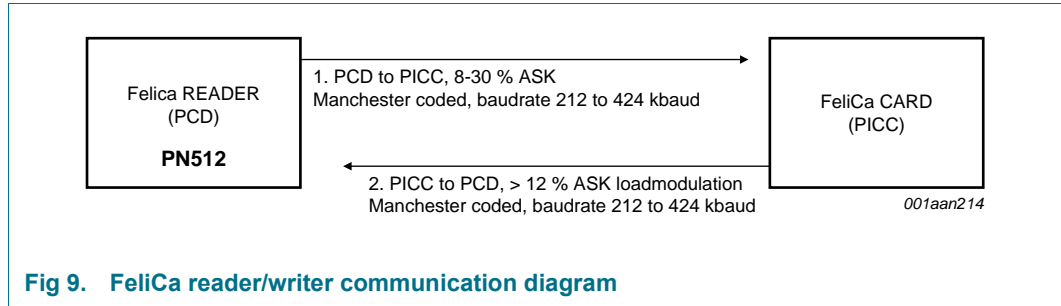 Felica READER
(PCD)
PN512
1. PCD to PICC, 8-30 % ASK
Manchester coded, baudrate 212 to 424 kbaud
2. PICC to PCD, > 12 % ASK loadmodulation
Manchester coded, baudrate 212 to 424 kbaud
FeliCa CARD
(PICC)
001aan214
Fig 9. FeliCa reader/writer communication diagram